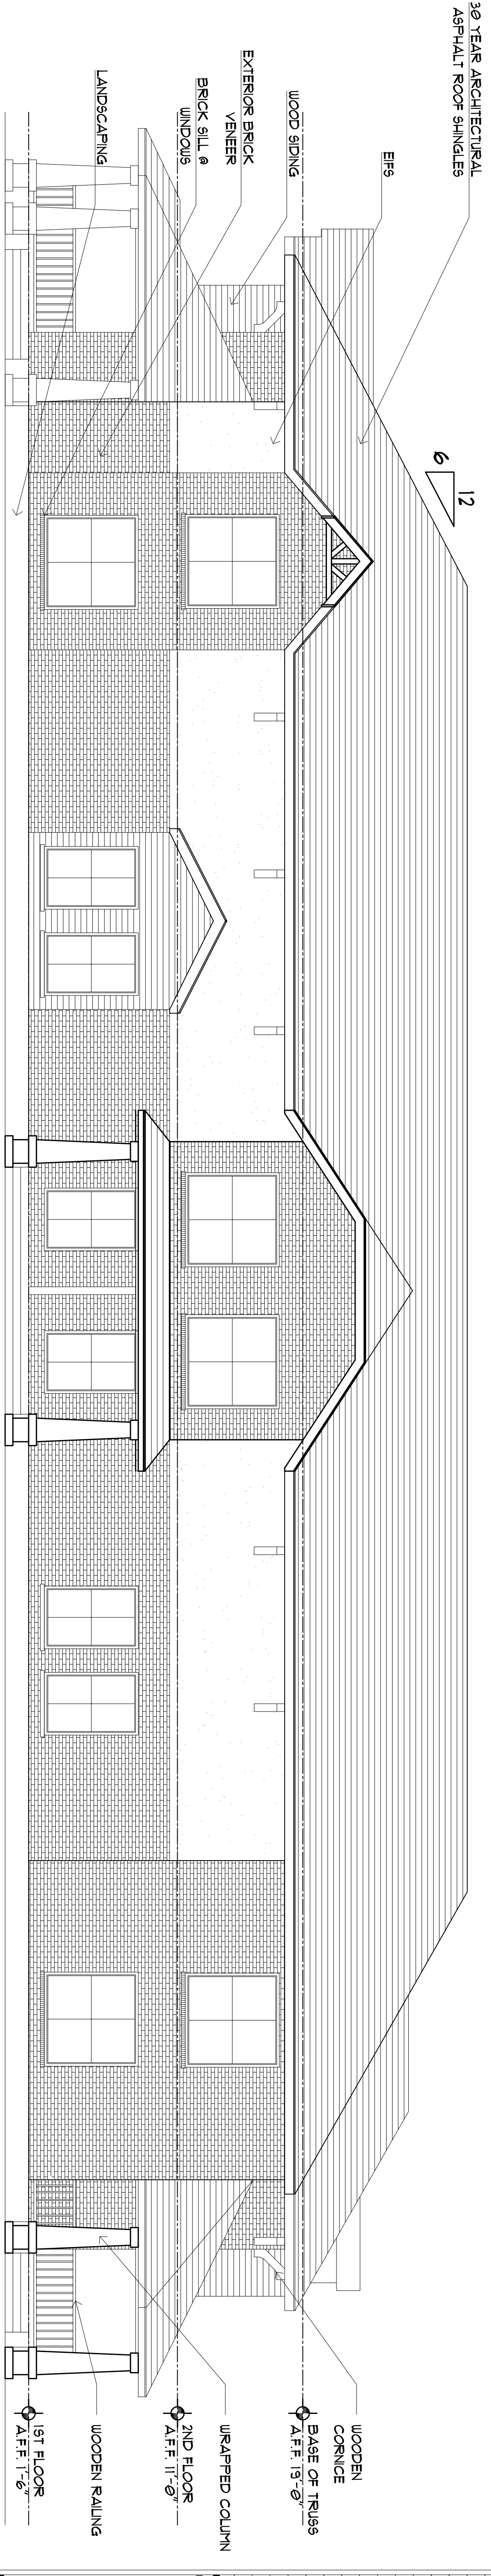 30 YEAR ARCHITECTURAL
ASPHALT ROOF SHINGLES
EIFS
WOOD SIDING
EXTERIOR BRICK
VENEER
BRICK SILL @
WINDOWS
LANDSCAPING
12
6
WOODEN
CORNICE
BASE OF TRUSS
A.F.F. 19'-0"
WRAPPED COLUMN
2ND FLOOR
A.F.F. 11'-0"
WOODEN RAILING
1ST FLOOR
A.F.F. 1'-6"